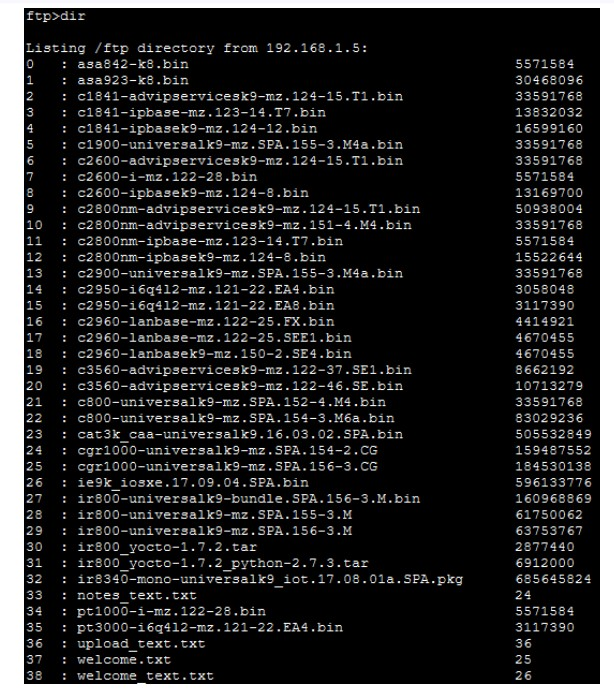 ftp>dir
Listing /ftp directory from 192.168.1.5:
0 : asa842-k8.bin 5571584
1 : asa923-k8.bin 30468096
2 : c1841-advipservicesk9-mz.124-15.T1.bin 33591768
3 : c1841-ipbase-mz.123-14.T7.bin 13832032
4 : c1841-ipbasek9-mz.124-12.bin 16599160
5 : c1900-universalk9-mz.SPA.155-3.M4a.bin 33591768
6 : c2600-advipservicesk9-mz.124-15.T1.bin 33591768
7 : c2600-i-mz.122-28.bin 5571584
8 : c2600-ipbasek9-mz.124-8.bin 13169700
9 : c2800nm-advipservicesk9-mz.124-15.T1.bin 50938004
10 : c2800nm-advipservicesk9-mz.151-4.M4.bin 33591768
11 : c2800nm-ipbase-mz.123-14.T7.bin 5571584
12 : c2800nm-ipbasek9-mz.124-8.bin 15522644
13 : c2900-universalk9-mz.SPA.155-3.M4a.bin 33591768
14 : c2950-i6q4l2-mz.121-22.EA4.bin 3058048
15 : c2950-i6q4l2-mz.121-22.EA8.bin 3117390
16 : c2960-lanbase-mz.122-25.FX.bin 4414921
17 : c2960-lanbase-mz.122-25.SEE1.bin 4670455
18 : c2960-lanbasek9-mz.150-2.SE4.bin 4670455
19 : c3560-advipservicesk9-mz.122-37.SE1.bin 8662192
20 : c3560-advipservicesk9-mz.122-46.SE.bin 10713279
21 : c800-universalk9-mz.SPA.152-4.M4.bin 33591768
22 : c800-universalk9-mz.SPA.154-3.M6a.bin 83029236
23 : cat3k_caa-universalk9.16.03.02.SPA.bin 505532849
24 : cgr1000-universalk9-mz.SPA.154-2.CG 159487552
25 : cgr1000-universalk9-mz.SPA.156-3.CG 184530138
26 : ie9k_iosxe.17.09.04.SPA.bin 596133776
27 : ir800-universalk9-bundle.SPA.156-3.M.bin 160968869
28 : ir800-universalk9-mz.SPA.155-3.M 61750062
29 : ir800-universalk9-mz.SPA.156-3.M 63753767
30 : ir800_yocto-1.7.2.tar 2877440
31 : ir800_yocto-1.7.2_python-2.7.3.tar 6912000
32 : ir8340-mono-universalk9_iot.17.08.01a.SPA.pkg 685645824
33 : notes_text.txt 24
34 : pt1000-i-mz.122-28.bin 5571584
35 : pt3000-i6q4l2-mz.121-22.EA4.bin 3117390
36 : upload_text.txt 36
37 : welcome.txt 25
38 : welcome_text.txt 26